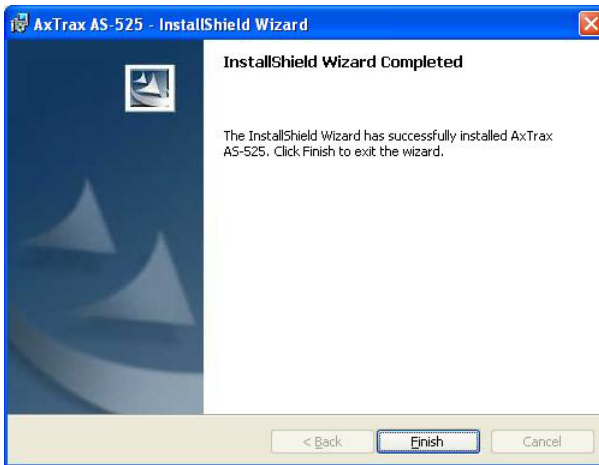 AxTrax AS-525 - InstallShield Wizard
InstallShield Wizard Completed
The InstallShield Wizard has successfully installed AxTrax
AS-525. Click Finish to exit the wizard.
< Back Finish Cancel